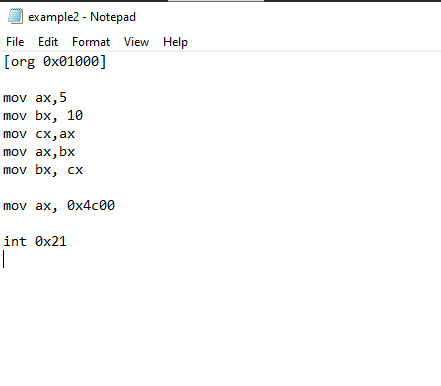 example2 - Notepad
File Edit Format View Help
[org 0x01000]
mov ax,5
mov bx, 10
mov cx,ax
mov ax,bx
mov bx, cx
mov ax, 0x4c00
int 0x21